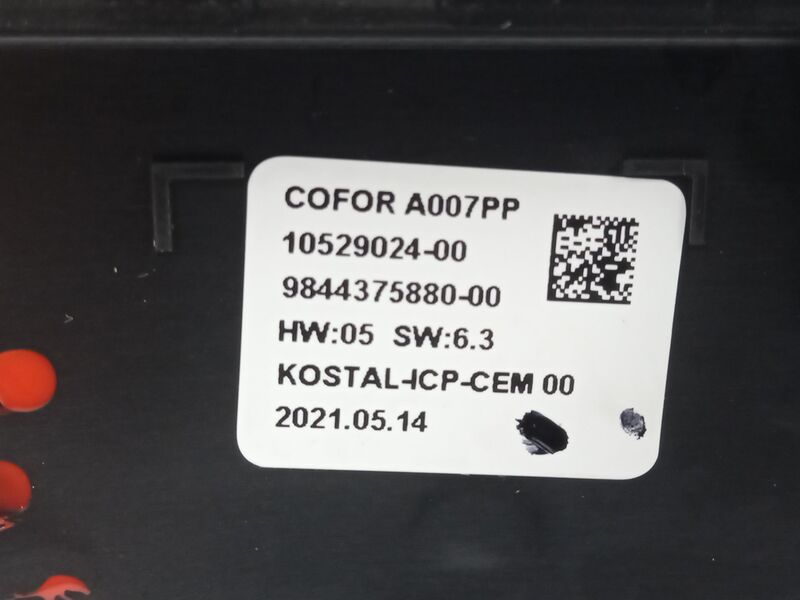 COFOR A007PP
10529024-00
9844375880-00
HW:05 SW:6.3
KOSTAL-ICP-CEM 00
2021.05.14